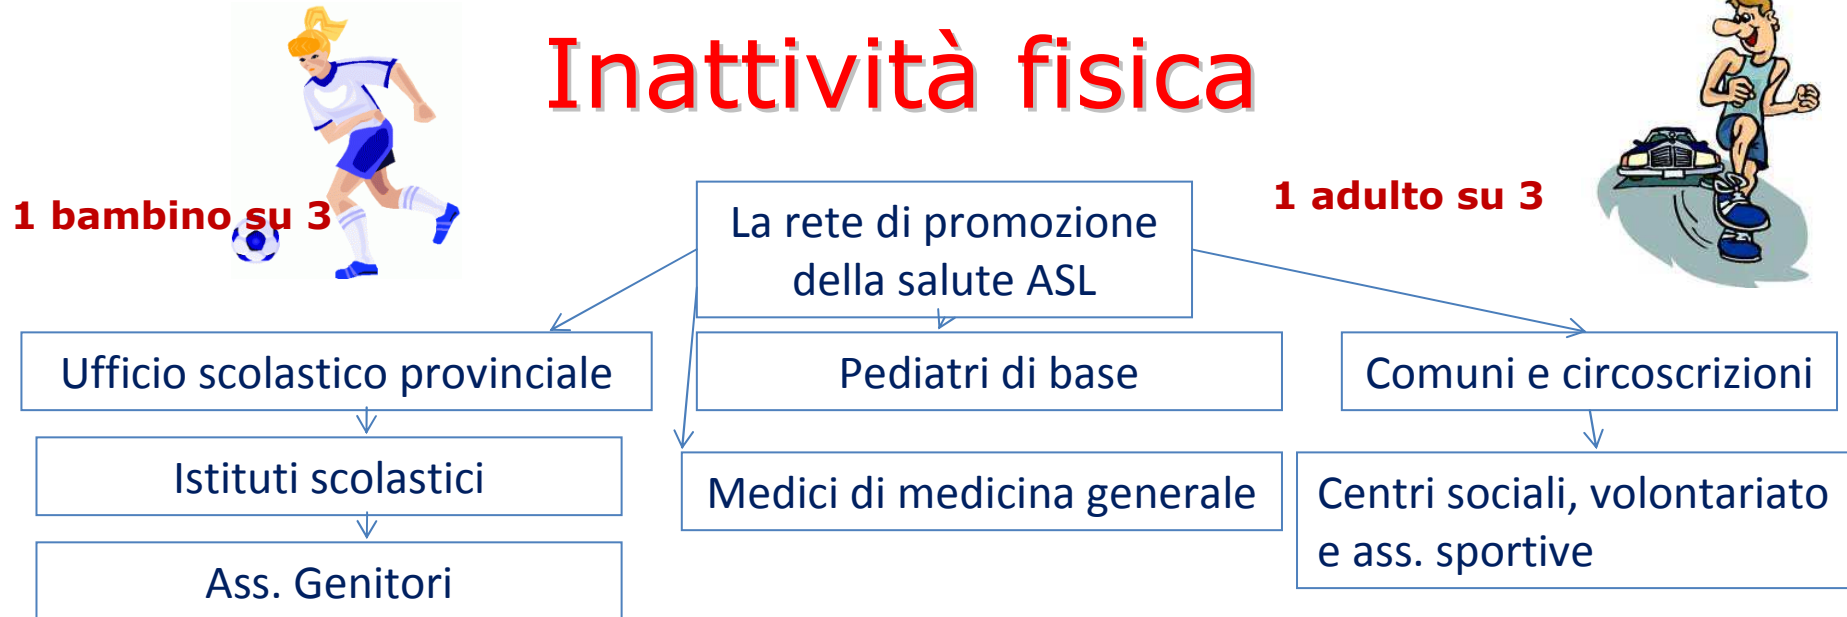 Inattività fisica
1 bambino su 3
1 adulto su 3
La rete di promozione
della salute ASL
Ufficio scolastico provinciale
Pediatri di base
Comuni e circoscrizioni
Istituti scolastici
Medici di medicina generale
Centri sociali, volontariato
e ass. sportive
Ass. Genitori